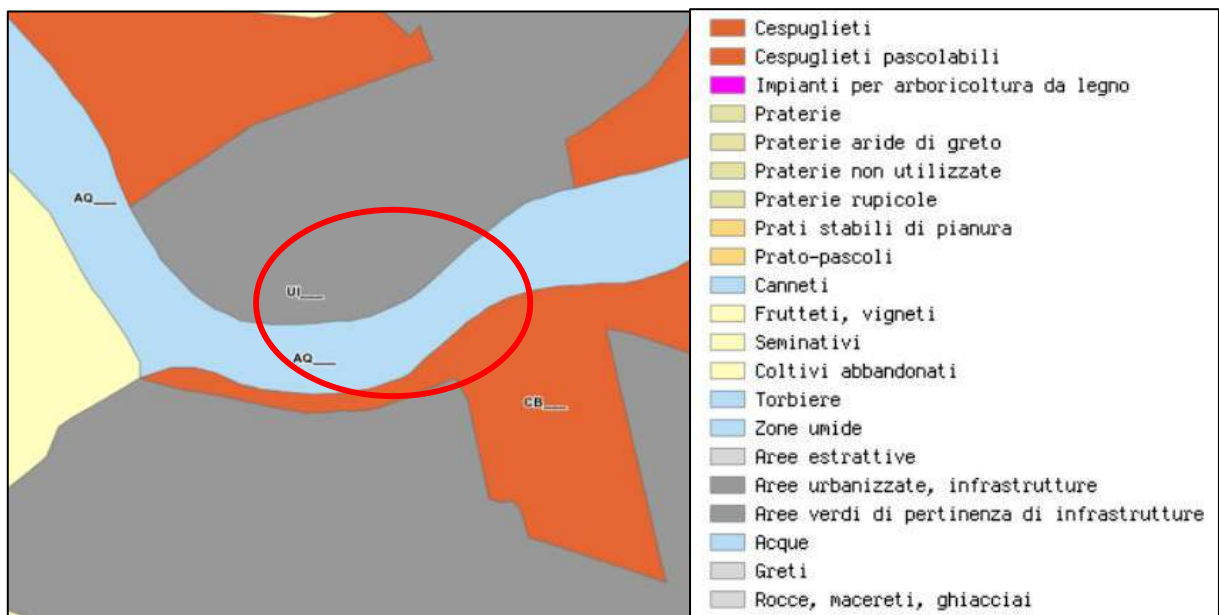 AQ___
UI___
AQ___
CB___
Cespuglieti
Cespuglieti pascolabili
Impianti per arboricoltura da legno
Praterie
Praterie aride di greto
Praterie non utilizzate
Praterie rupicole
Prati stabili di pianura
Prato-pascoli
Canneti
Frutteti, vigneti
Seminativi
Coltivi abbandonati
Torbiere
Zone umide
Aree estrattive
Aree urbanizzate, infrastrutture
Aree verdi di pertinenza di infrastrutture
Acque
Greti
Rocce, macereti, ghiacciai